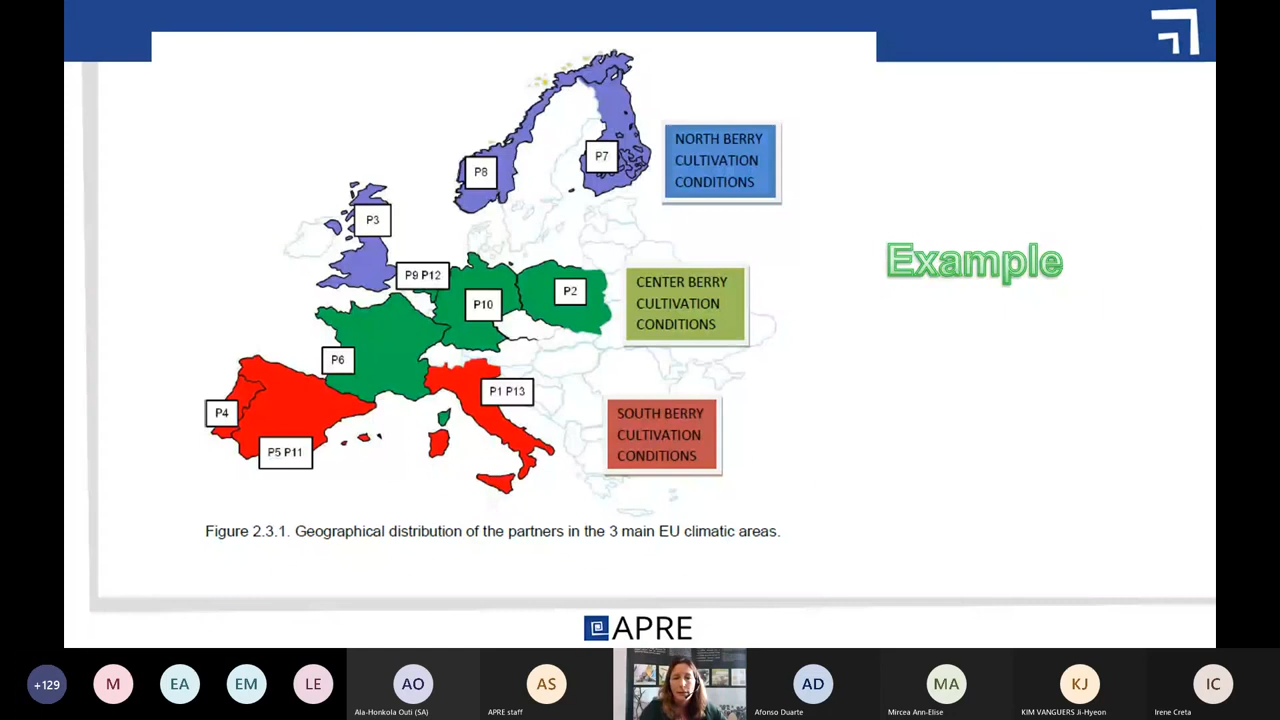 P8
P7
NORTH BERRY
CULTIVATION
CONDITIONS
P3
Example
P9 P12
P10
P2
CENTER BERRY
CULTIVATION
CONDITIONS
P6
P1 P13
P4
P5 P11
SOUTH BERRY
CULTIVATION
CONDITIONS
Figure 2.3.1. Geographical distribution of the partners in the 3 main EU climatic areas.
APRE
+129
M
EA
EM
LE
AO
Ala-Honkola Outi (SA)
AS
APRE staff
AD
Afonso Duarte
MA
Mircea Ann-Elise
KJ
KIM VANGUERS Ji-Hyeon
IC
Irene Creta